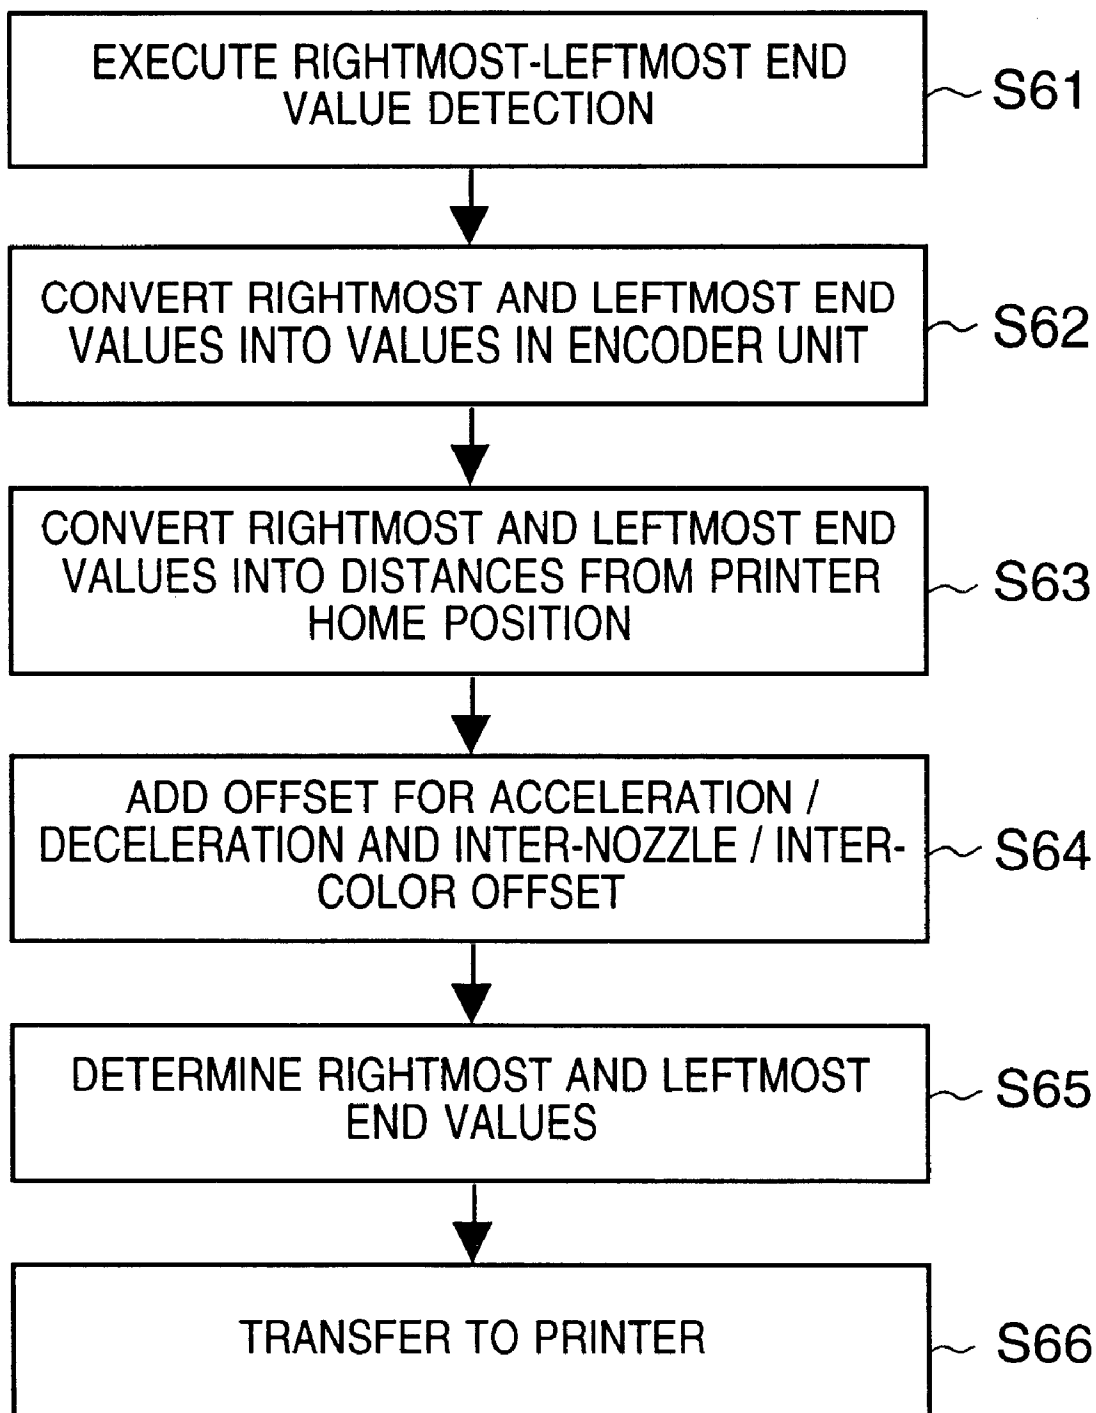 EXECUTE RIGHTMOST-LEFTMOST END
VALUE DETECTION
S61
CONVERT RIGHTMOST AND LEFTMOST END
VALUES INTO VALUES IN ENCODER UNIT
S62
CONVERT RIGHTMOST AND LEFTMOST END
VALUES INTO DISTANCES FROM PRINTER
HOME POSITION
S63
ADD OFFSET FOR ACCELERATION /
DECELERATION AND INTER-NOZZLE / INTER-
COLOR OFFSET
S64
DETERMINE RIGHTMOST AND LEFTMOST
END VALUES
S65
TRANSFER TO PRINTER
S66